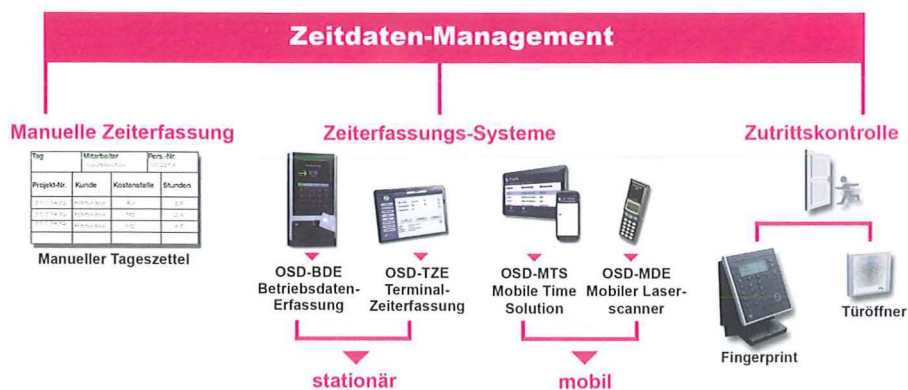 Zeitdaten-Management
Manuelle Zeiterfassung
Zeiterfassungs-Systeme
Zutrittskontrolle
Tag Mitarbeiter Pers.-Nr.
Projekt-Nr. Kunde Kostenstelle Stunden
Manueller Tageszettel
OSD-BDE
Betriebsdaten-
Erfassung
OSD-TZE
Terminal-
Zeiterfassung
OSD-MTS
Mobile Time
Solution
OSD-MDE
Mobiler Laser-
scanner
stationär
mobil
Fingerprint
Türöffner